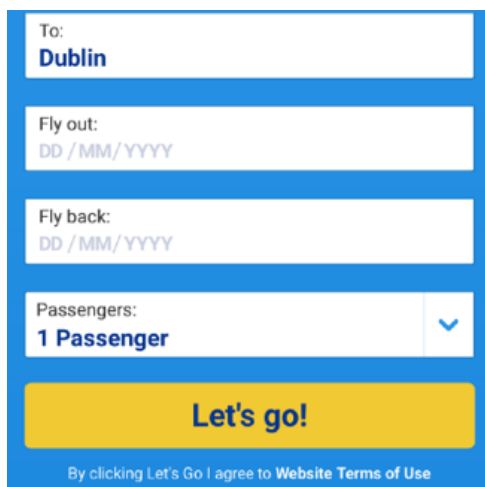 To:
Dublin
Fly out:
DD / MM / YYYY
Fly back:
DD / MM / YYYY
Passengers:
1 Passenger
Let's go!
By clicking Let's Go I agree to Website Terms of Use